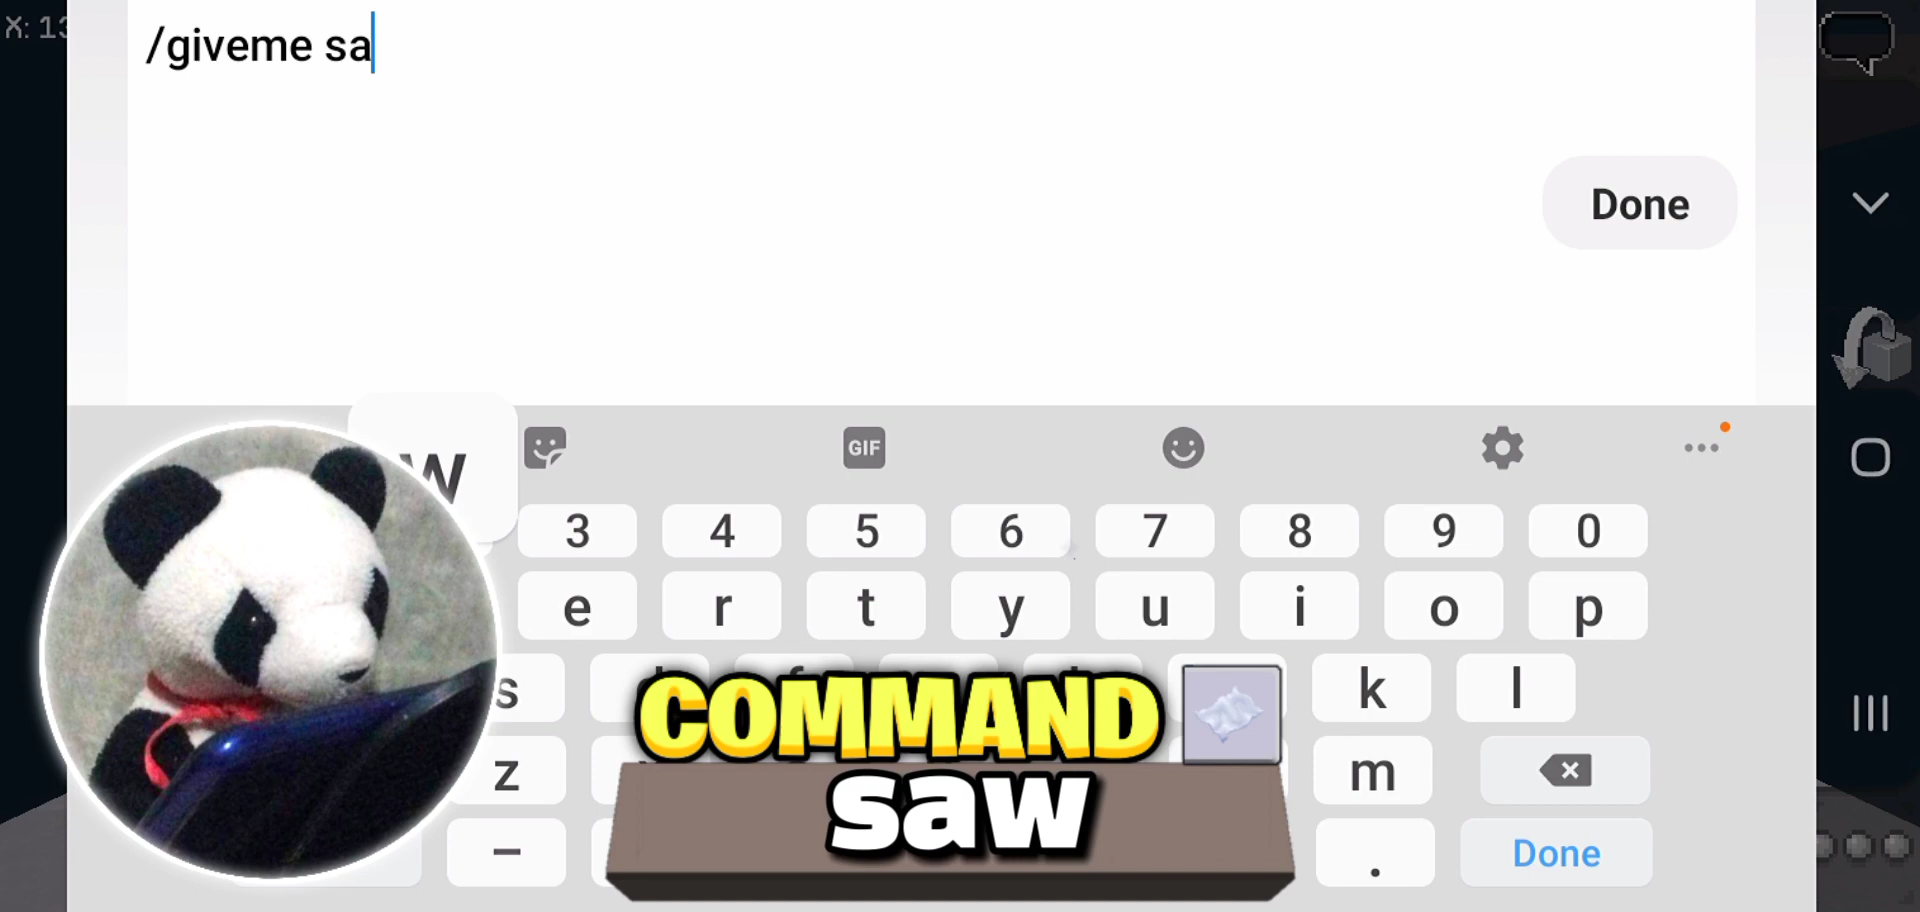 X: 13
/giveme sa
Done
W
GIF
3 4 5 6 7 8 9 0
e r t y u i o p
s k l
COMMAND
z m
saw
– . Done